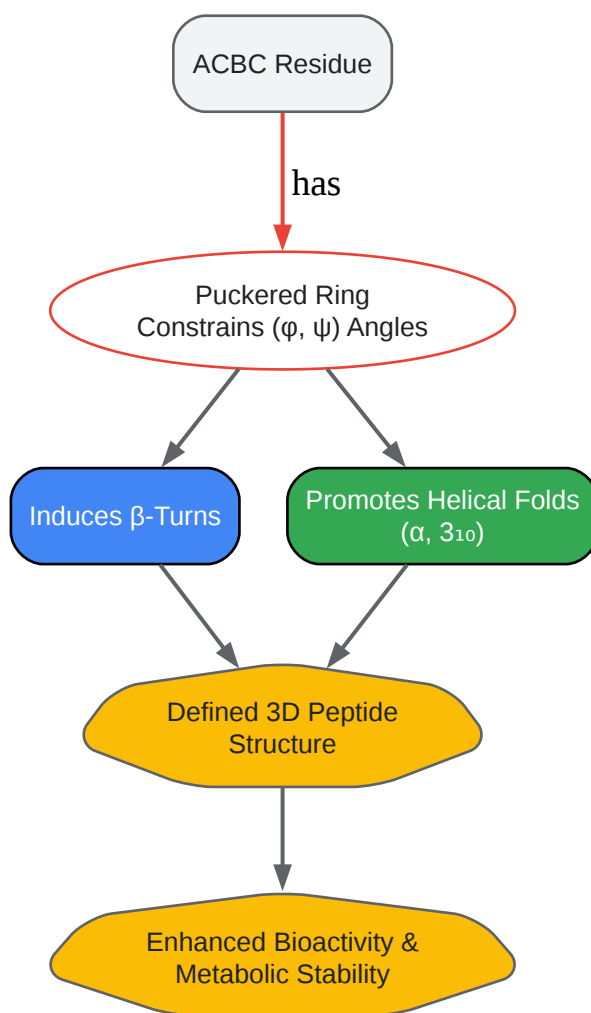 ACBC Residue
has
Puckered Ring
Constrains (φ, ψ) Angles
Induces β-Turns
Promotes Helical Folds
(α, 3₁₀)
Defined 3D Peptide
Structure
Enhanced Bioactivity &
Metabolic Stability